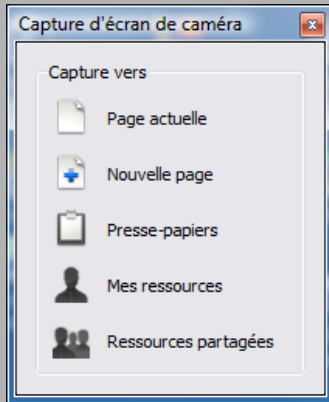 Capture d'écran de caméra
Capture vers
Page actuelle
Nouvelle page
Presse-papiers
Mes ressources
Ressources partagées